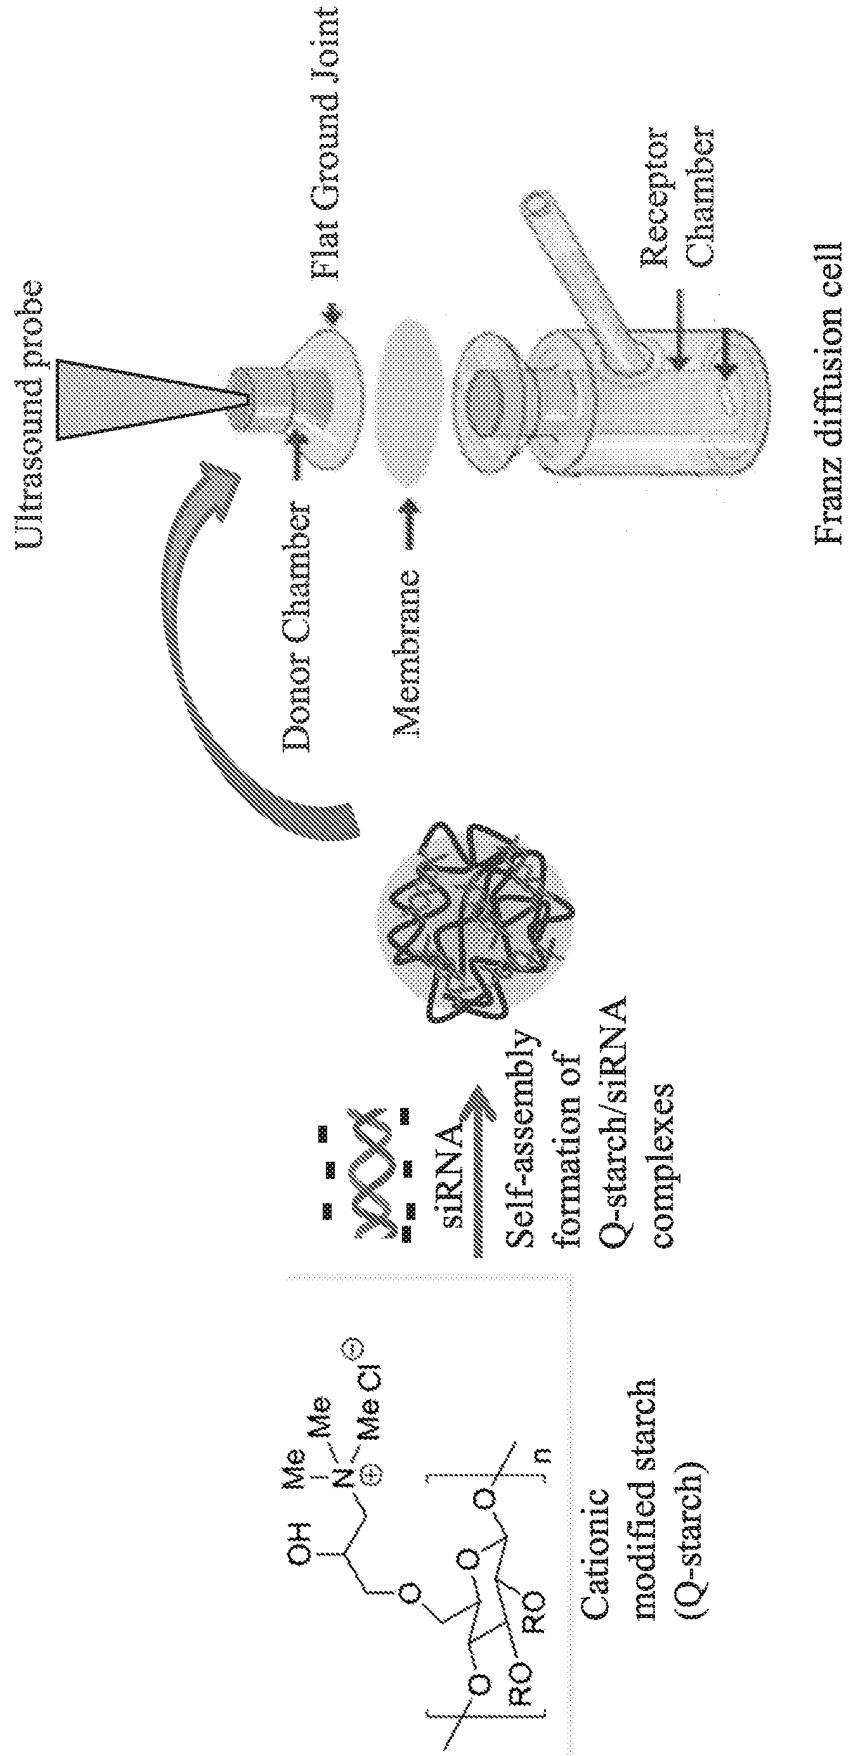 OH
Me
Me
N
⊕
Me Cl
⊖
O
O
O
O
RO
RO
n
Cationic
modified starch
(Q-starch)
siRNA
Self-assembly
formation of
Q-starch/siRNA
complexes
Ultrasound probe
Donor Chamber
Flat Ground Joint
Membrane
Receptor
Chamber
Franz diffusion cell